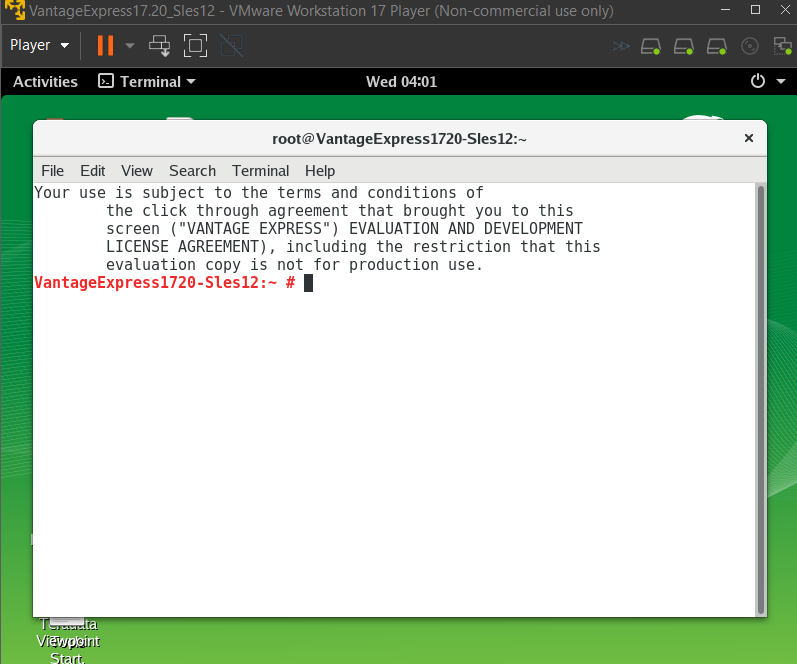 VantageExpress17.20_Sles12 - VMware Workstation 17 Player (Non-commercial use only)
Player
Activities Terminal Wed 04:01
root@VantageExpress1720-Sles12:~
File Edit View Search Terminal Help
Your use is subject to the terms and conditions of
the click through agreement that brought you to this
screen ("VANTAGE EXPRESS") EVALUATION AND DEVELOPMENT
LICENSE AGREEMENT), including the restriction that this
evaluation copy is not for production use.
VantageExpress1720-Sles12:~ #
Teradata
Viewpoint
Start